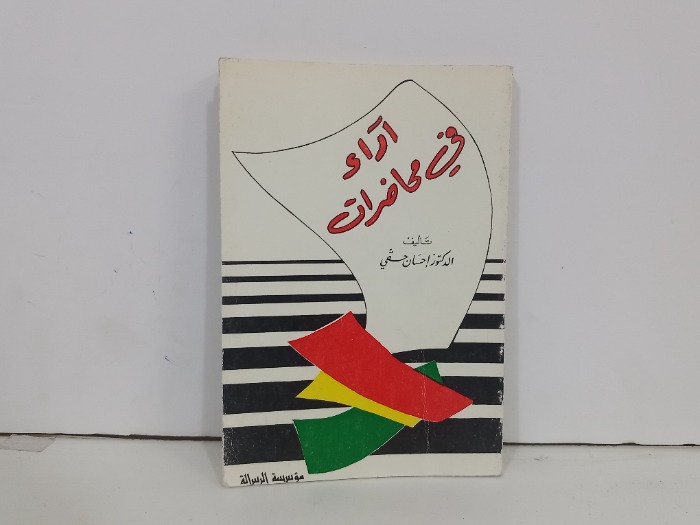 آراء
في محاضرات
تأليف
الدكتور إحسان حقي
مؤسسة الرسالة